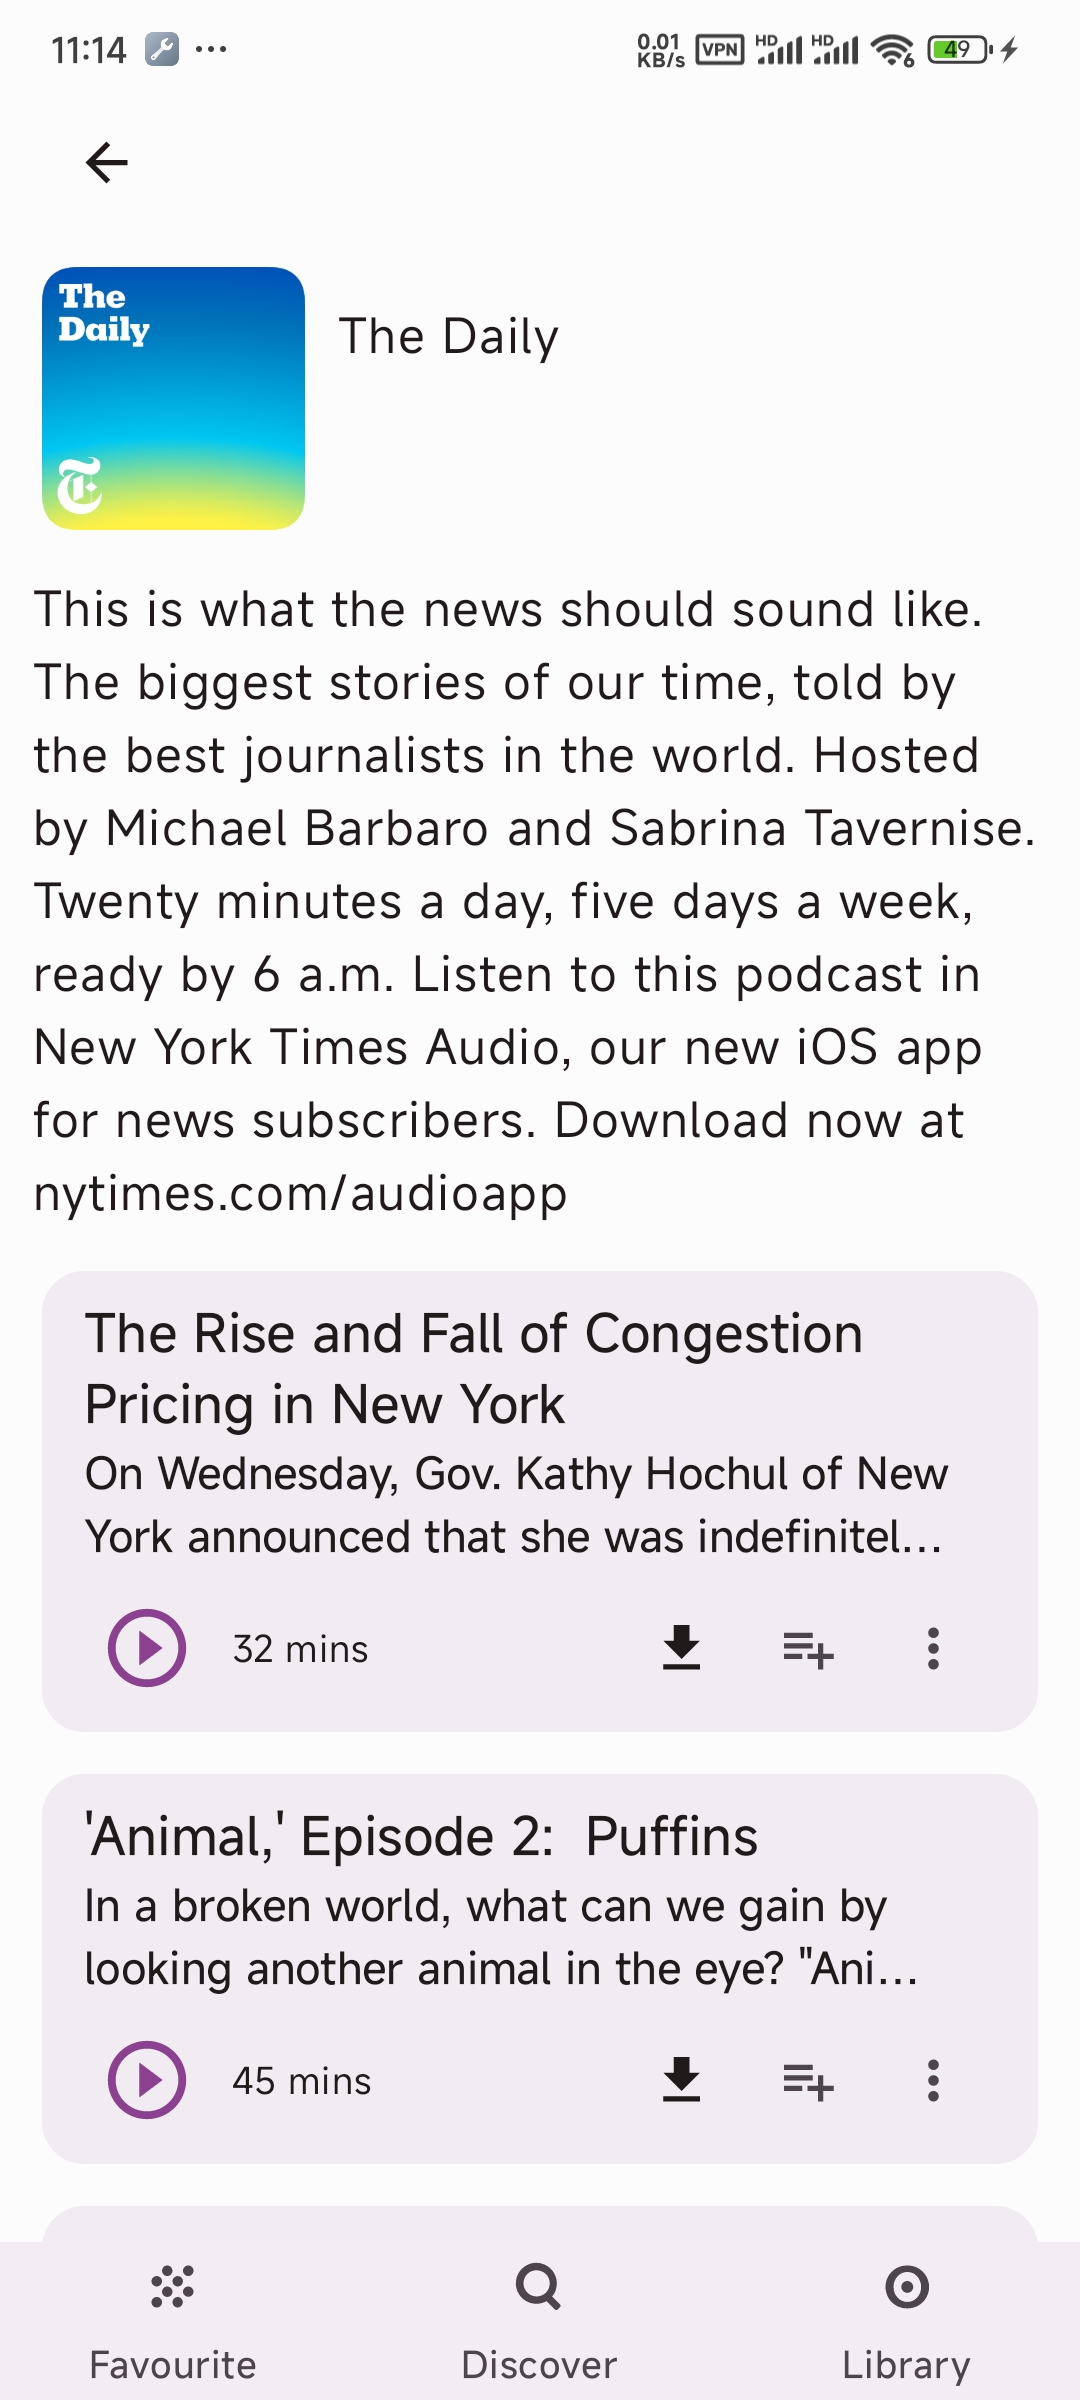 11:14
0.01
KB/s
VPN
HD
HD
6
49
The
Daily
The Daily
T
This is what the news should sound like.
The biggest stories of our time, told by
the best journalists in the world. Hosted
by Michael Barbaro and Sabrina Tavernise.
Twenty minutes a day, five days a week,
ready by 6 a.m. Listen to this podcast in
New York Times Audio, our new iOS app
for news subscribers. Download now at
nytimes.com/audioapp
The Rise and Fall of Congestion
Pricing in New York
On Wednesday, Gov. Kathy Hochul of New
York announced that she was indefinitel...
32 mins
'Animal,' Episode 2:  Puffins
In a broken world, what can we gain by
looking another animal in the eye? "Ani...
45 mins
Favourite
Discover
Library